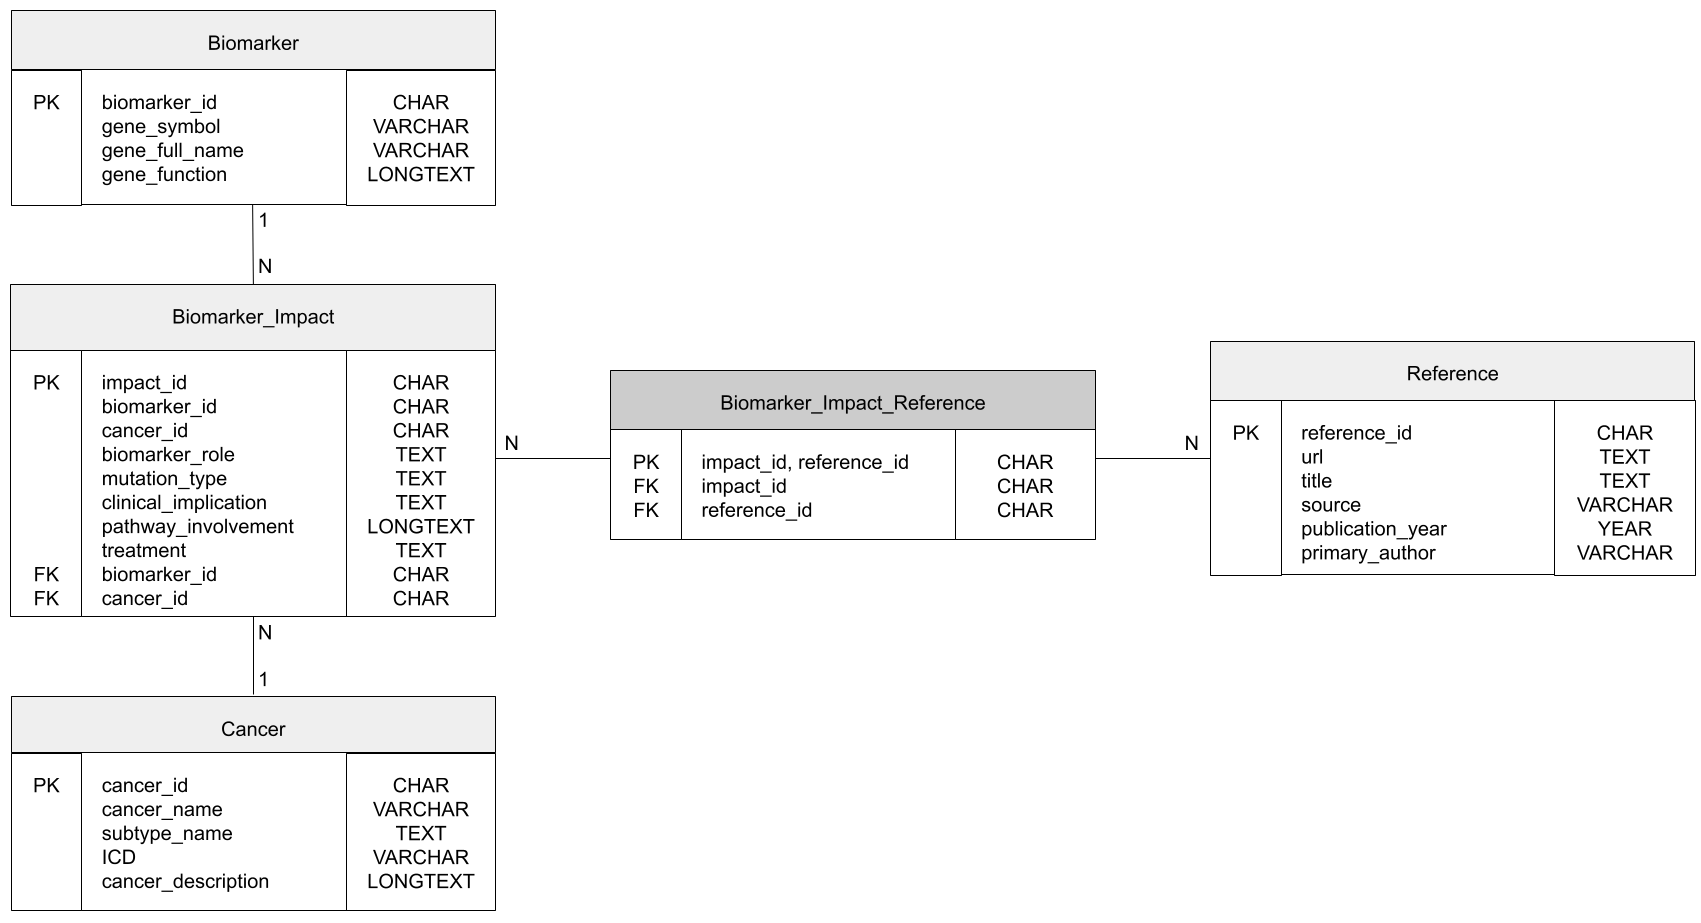 Biomarker
PK biomarker_id CHAR
gene_symbol VARCHAR
gene_full_name VARCHAR
gene_function LONGTEXT
1
N
Biomarker_Impact
PK impact_id CHAR
biomarker_id CHAR
cancer_id CHAR
biomarker_role TEXT
mutation_type TEXT
clinical_implication TEXT
pathway_involvement LONGTEXT
treatment TEXT
FK biomarker_id CHAR
FK cancer_id CHAR
N
Biomarker_Impact_Reference
PK impact_id, reference_id CHAR
FK impact_id CHAR
FK reference_id CHAR
N
Reference
PK reference_id CHAR
url TEXT
title TEXT
source VARCHAR
publication_year YEAR
primary_author VARCHAR
N
1
Cancer
PK cancer_id CHAR
cancer_name VARCHAR
subtype_name TEXT
ICD VARCHAR
cancer_description LONGTEXT